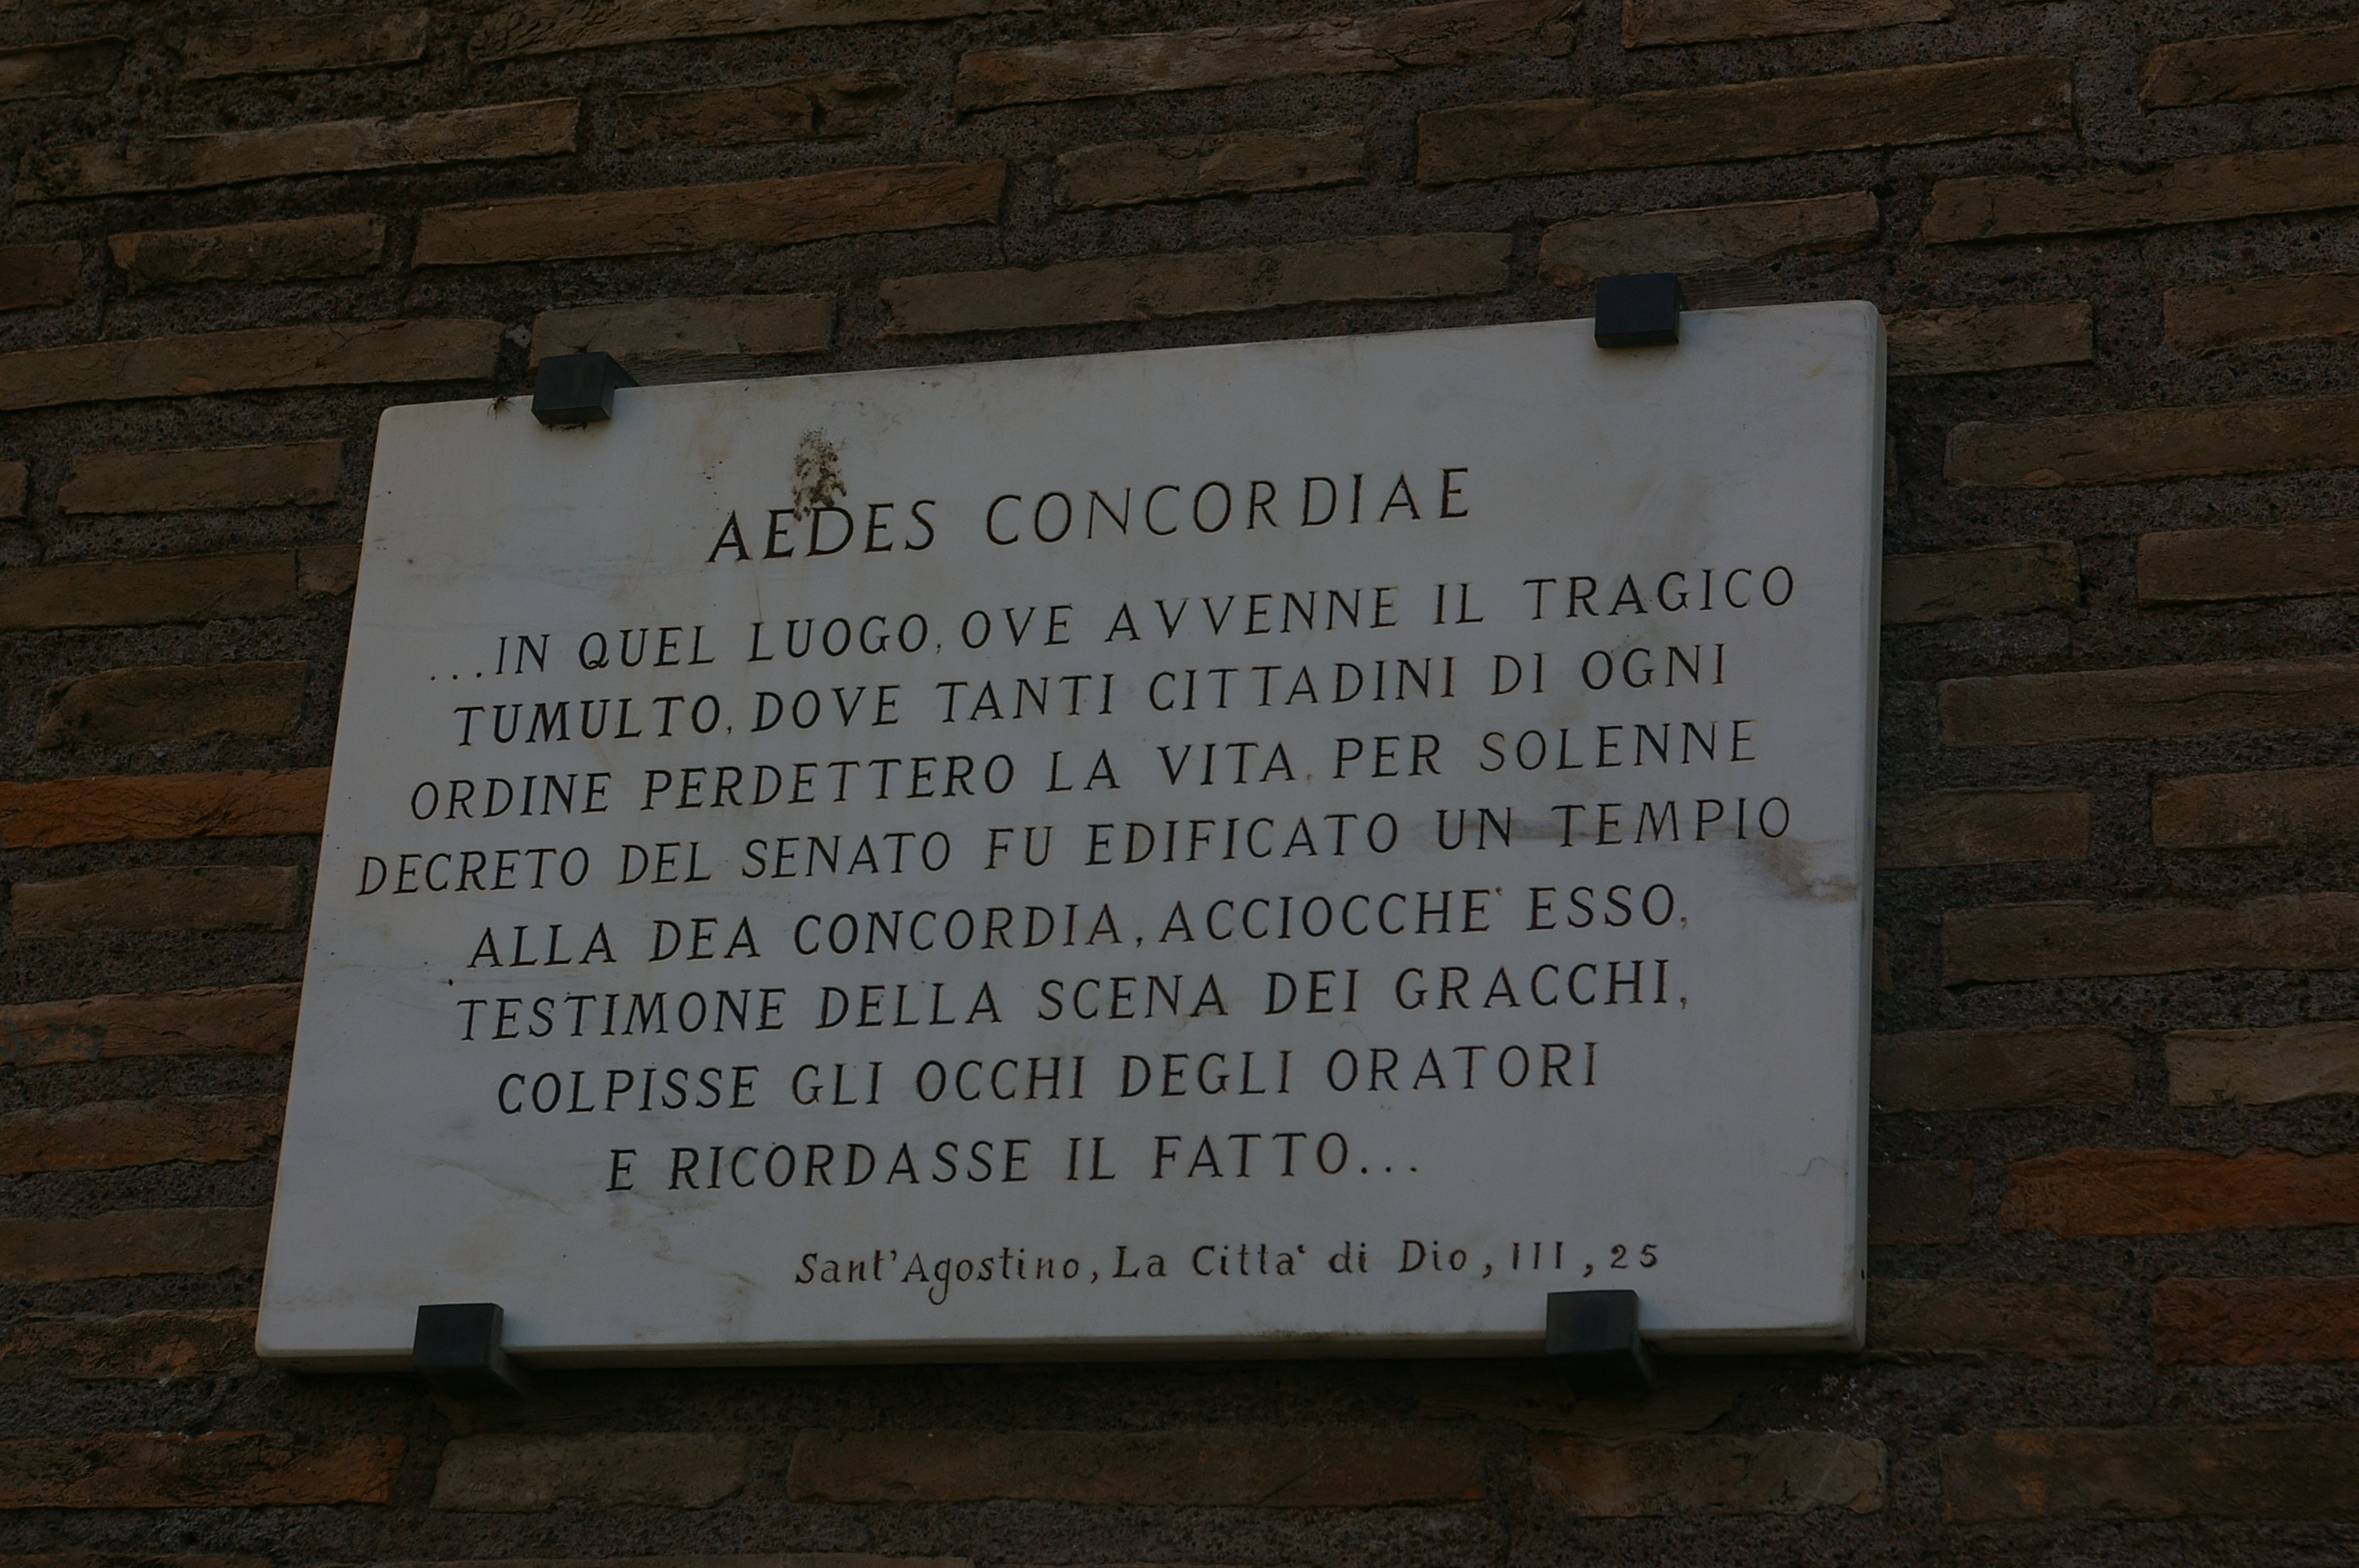 AEDES CONCORDIAE
...IN QUEL LUOGO, OVE AVVENNE IL TRAGICO
TUMULTO, DOVE TANTI CITTADINI DI OGNI
ORDINE PERDETTERO LA VITA, PER SOLENNE
DECRETO DEL SENATO FU EDIFICATO UN TEMPIO
ALLA DEA CONCORDIA, ACCIOCCHE' ESSO,
TESTIMONE DELLA SCENA DEI GRACCHI,
COLPISSE GLI OCCHI DEGLI ORATORI
E RICORDASSE IL FATTO...
Sant'Agostino, La Citta' di Dio, III, 25